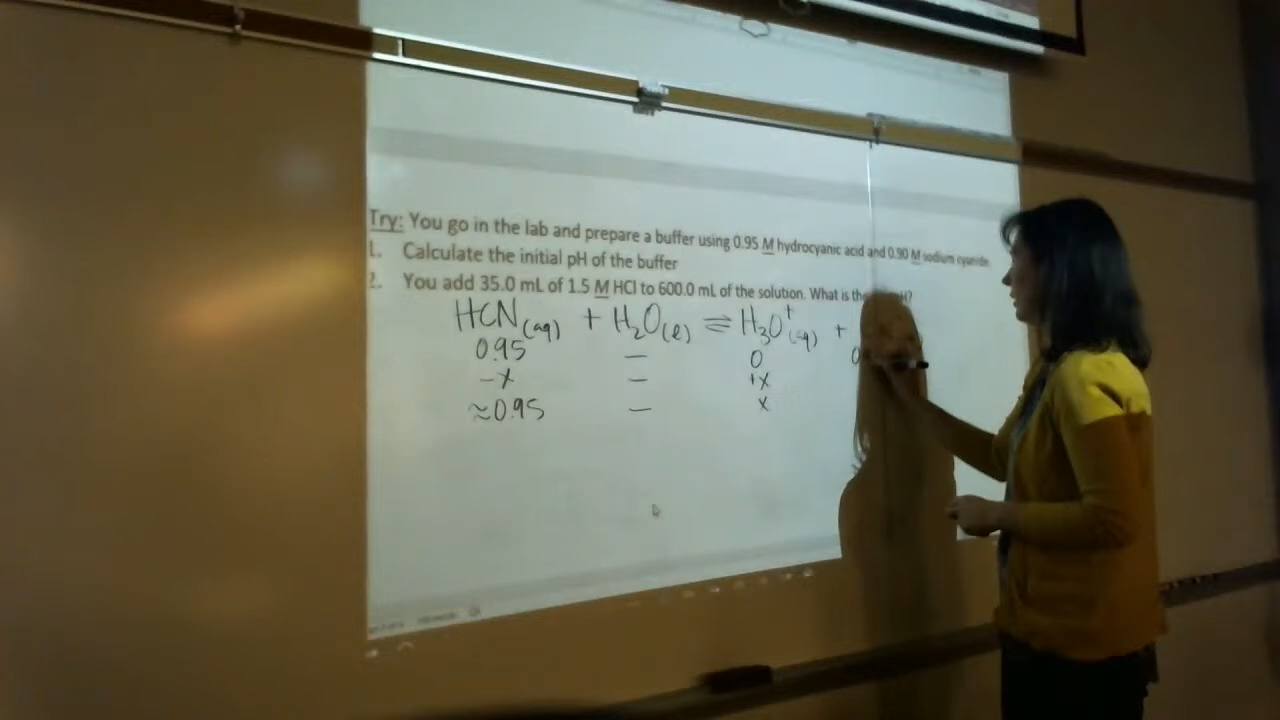 Try: You go in the lab and prepare a buffer using 0.95 M hydrocyanic acid and 0.90 M sodium cyanide.
1. Calculate the initial pH of the buffer
2. You add 35.0 mL of 1.5 M HCl to 600.0 mL of the solution. What is the H?
HCN(aq) + H₂O(l) ⇌ H₃O⁺(aq) +
0.95 — 0 0
-x — +x
≈0.95 — x